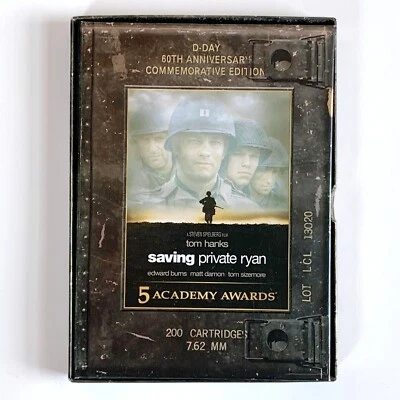 D-DAY
60TH ANNIVERSARY
COMMEMORATIVE EDITION
A STEVEN SPIELBERG FILM
tom hanks
saving private ryan
edward burns matt damon tom sizemore
5 ACADEMY AWARDS
200 CARTRIDGES
7.62 MM
LOT LCL 13020